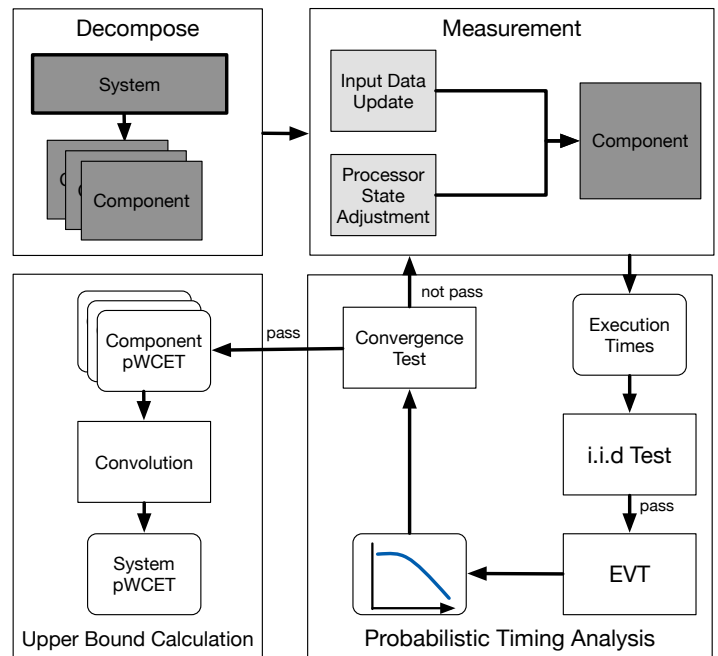 Decompose
System
C
C
Component
Measurement
Input Data
Update
Processor
State
Adjustment
Component
not pass
pass
Component
pWCET
Convolution
System
pWCET
Upper Bound Calculation
Convergence
Test
Execution
Times
i.i.d Test
pass
EVT
Probabilistic Timing Analysis